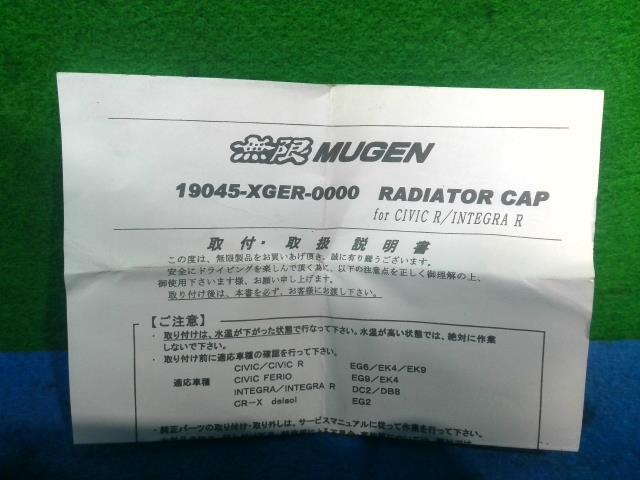 無限 MUGEN
19045-XGER-0000 RADIATOR CAP
for CIVIC R/INTEGRA R
取付・取扱説明書
この度は、無限製品をお買いあげ頂き、誠に有り難うございます。
安全にドライビングを楽しんで頂く為に、以下の注意点を正しく御理解の上、
御使用下さいます様、お願い申し上げます。
取り付け後は、本書を必ず、お客様にお渡し下さい。
【ご注意】
・取り付けは、水温が下がった状態で行なって下さい。水温が高い状態では、絶対に作業
しないで下さい。
・取り付け前に適応車種の確認を行って下さい。
CIVIC/CIVIC R EG6/EK4/EK9
適応車種 CIVIC FERIO EG9/EK4
INTEGRA/INTEGRA R DC2/DB8
CR-X delsol EG2
・純正パーツの取り付け・取り外しは、サービスマニュアルに従って作業を行って下さい。